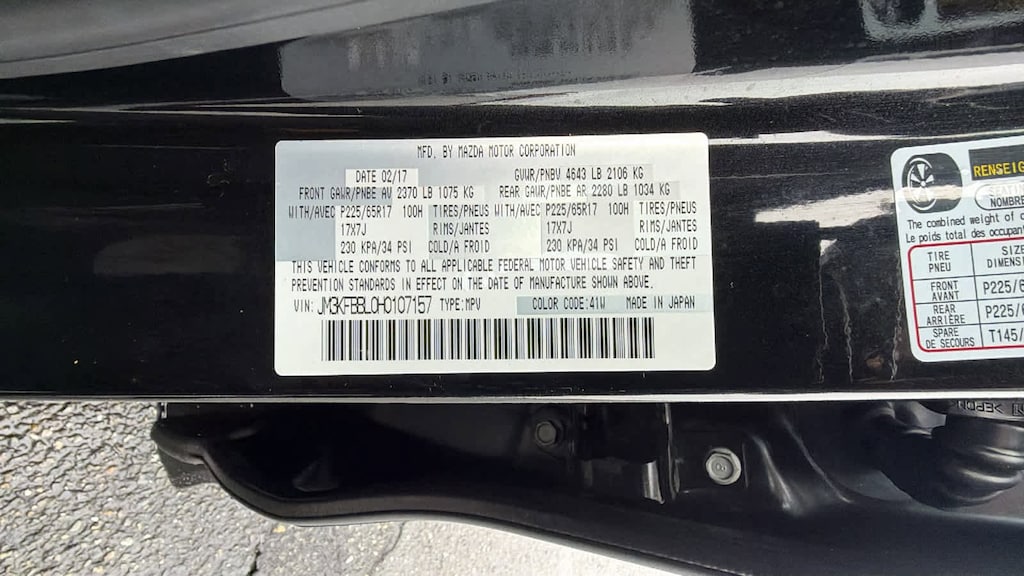 MFD. BY MAZDA MOTOR CORPORATION
DATE 02/17 GVWR/PNBV 4643 LB 2106 KG
FRONT GAWR/PNBE AV 2370 LB 1075 KG REAR GAWR/PNBE AR 2280 LB 1034 KG
WITH/AVEC P225/65R17 100H TIRES/PNEUS WITH/AVEC P225/65R17 100H TIRES/PNEUS
17X7J RIMS/JANTES 17X7J RIMS/JANTES
230 KPA/34 PSI COLD/A FROID 230 KPA/34 PSI COLD/A FROID
THIS VEHICLE CONFORMS TO ALL APPLICABLE FEDERAL MOTOR VEHICLE SAFETY AND THEFT
PREVENTION STANDARDS IN EFFECT ON THE DATE OF MANUFACTURE SHOWN ABOVE.
VIN: JM3KFBBL0H0107157 TYPE:MPV COLOR CODE:41W MADE IN JAPAN
RENSEIG
SEATIN
NOMBRE
The combined weight of
Le poids total des occupan
TIRE SIZE
PNEU DIMENS
FRONT
AVANT P225/6
REAR
ARRIÈRE P225/
SPARE
DE SECOURS T145/